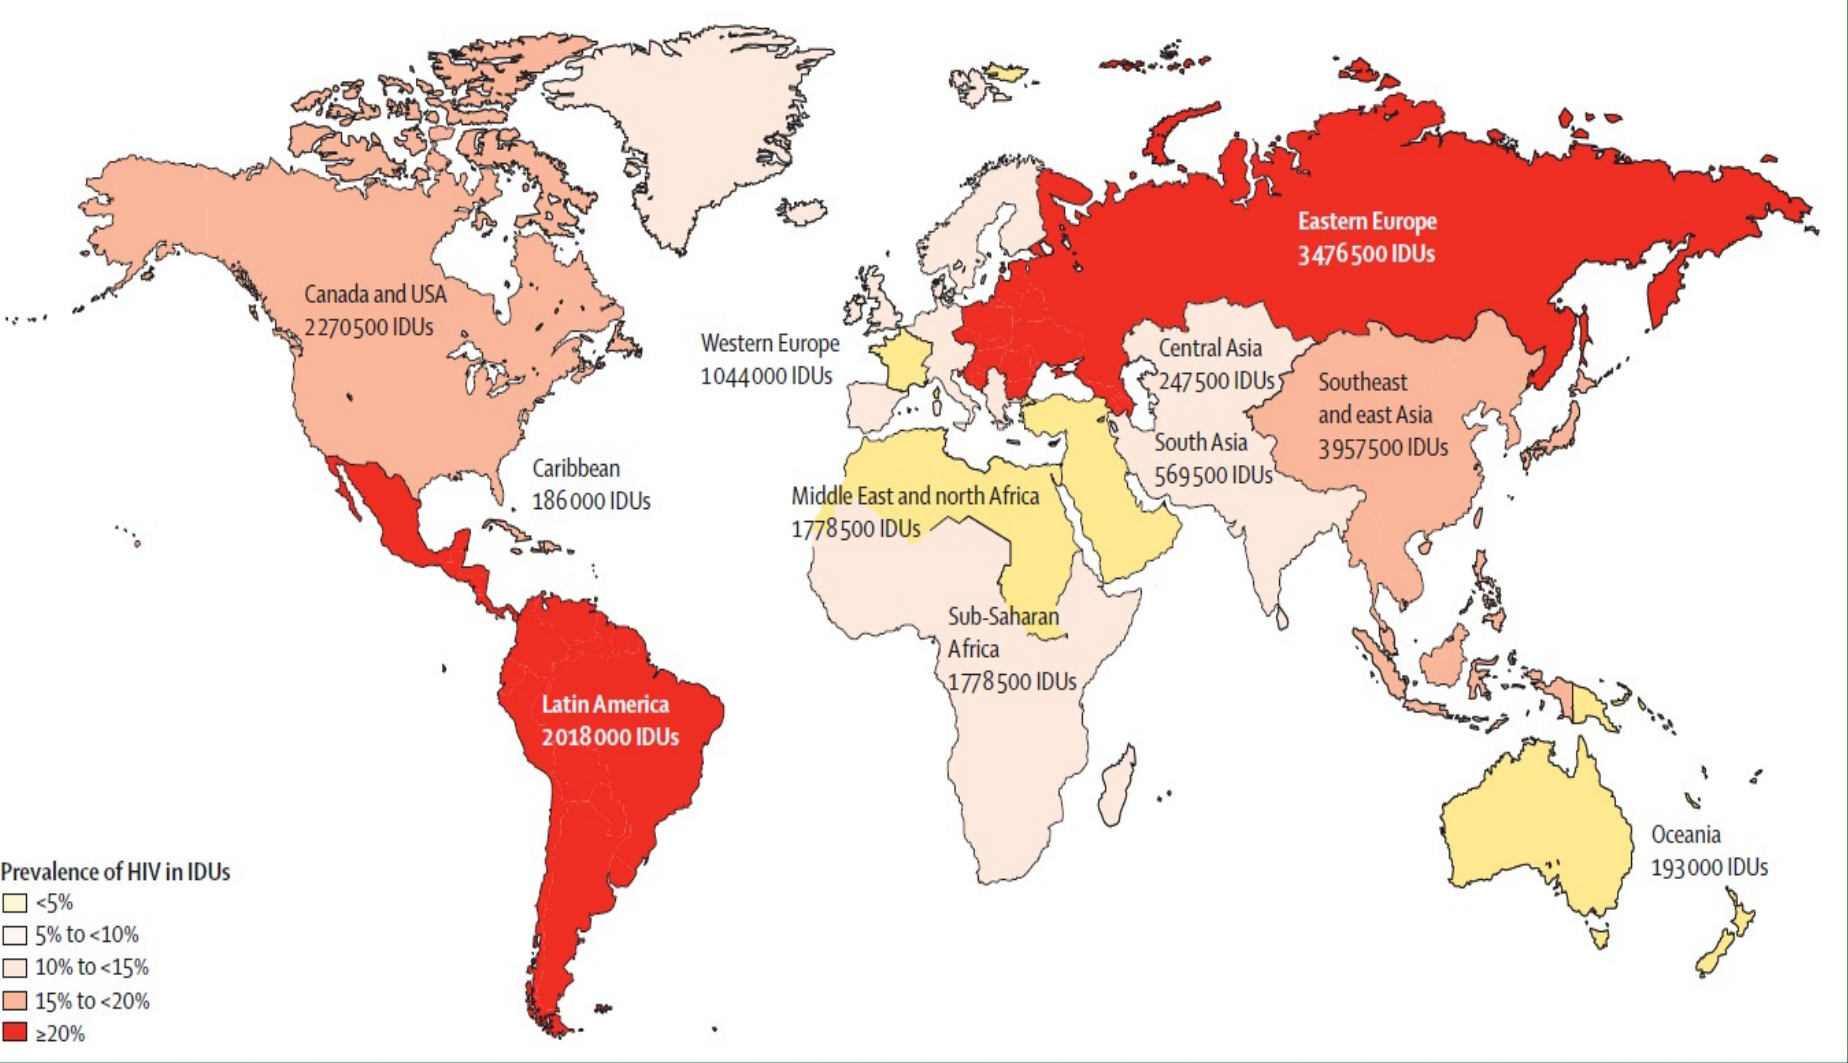 Eastern Europe
3476500 IDUs
Canada and USA
2270500 IDUs
Western Europe
1044000 IDUs
Central Asia
247500 IDUs
Southeast
and east Asia
3957500 IDUs
South Asia
569500 IDUs
Caribbean
186000 IDUs
Middle East and north Africa
1778500 IDUs
Sub-Saharan
Africa
1778500 IDUs
Latin America
2018000 IDUs
Oceania
193000 IDUs
Prevalence of HIV in IDUs
<5%
5% to <10%
10% to <15%
15% to <20%
≥20%